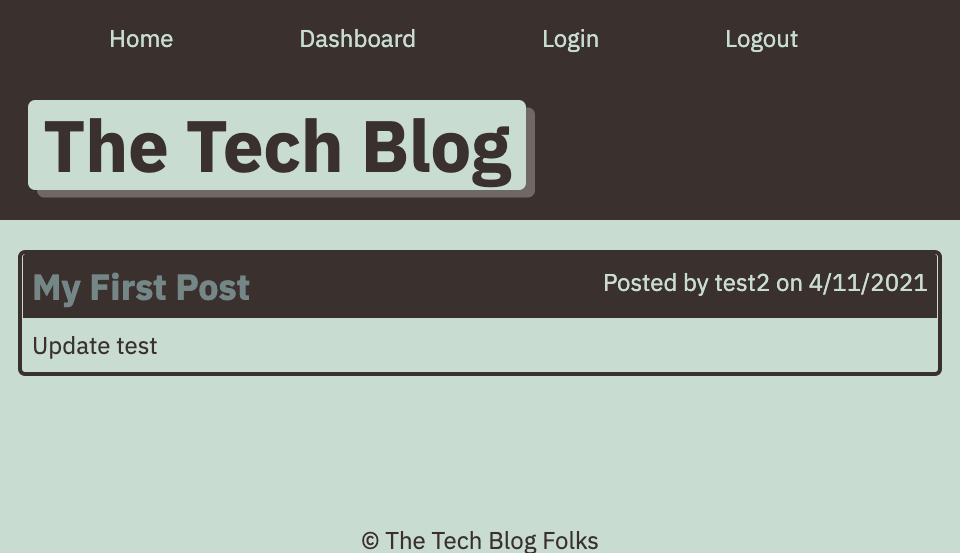 Home Dashboard Login Logout
The Tech Blog
My First Post Posted by test2 on 4/11/2021
Update test
© The Tech Blog Folks